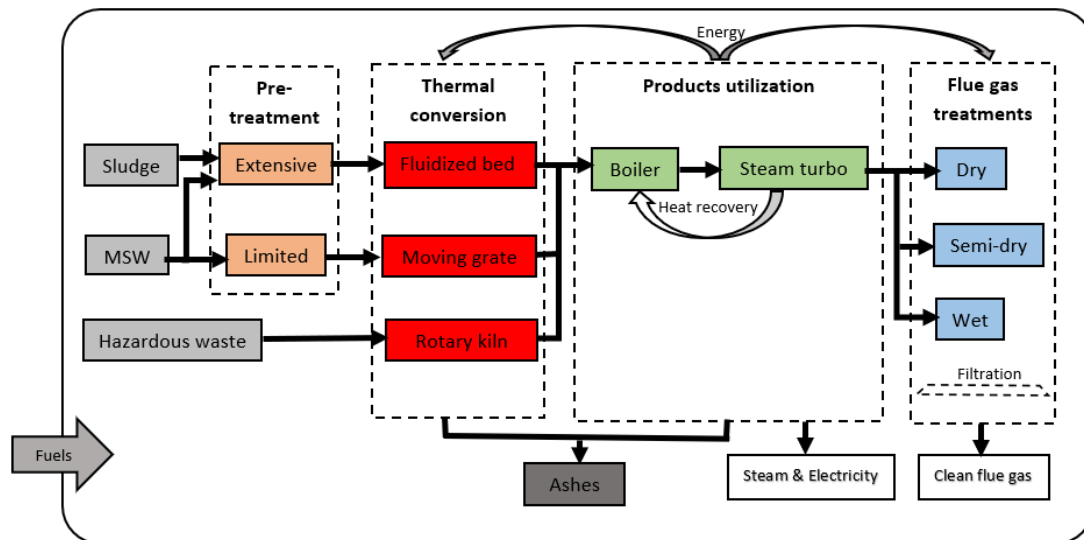 Energy
Pre-
treatment
Thermal
conversion
Products utilization
Flue gas
treatments
Sludge
Extensive
Fluidized bed
Boiler
Steam turbo
Dry
Heat recovery
MSW
Limited
Moving grate
Semi-dry
Hazardous waste
Rotary kiln
Wet
Filtration
Fuels
Ashes
Steam & Electricity
Clean flue gas